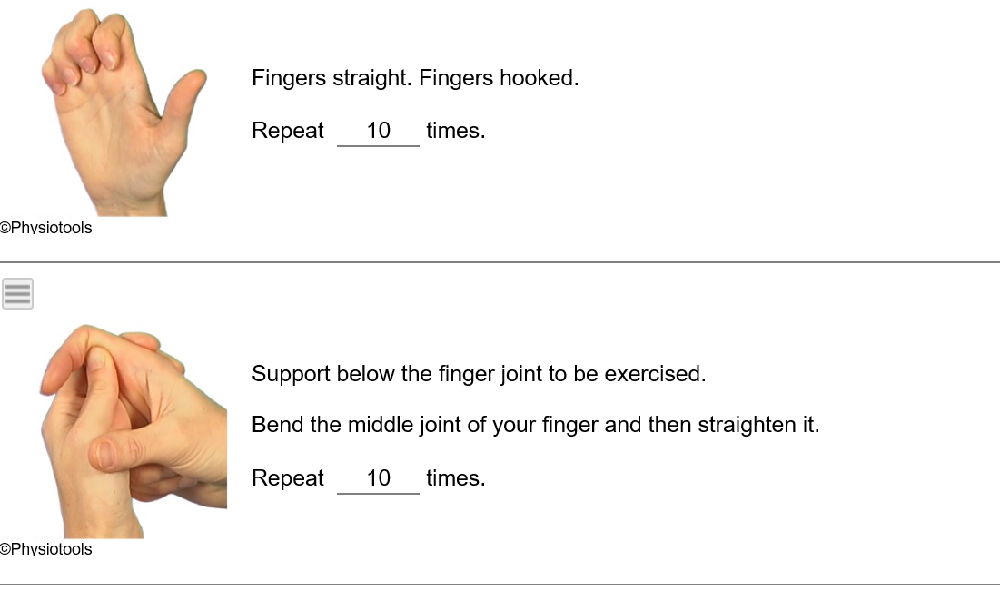 Fingers straight. Fingers hooked.
Repeat 10 times.
©Physiotools
Support below the finger joint to be exercised.
Bend the middle joint of your finger and then straighten it.
Repeat 10 times.
©Physiotools